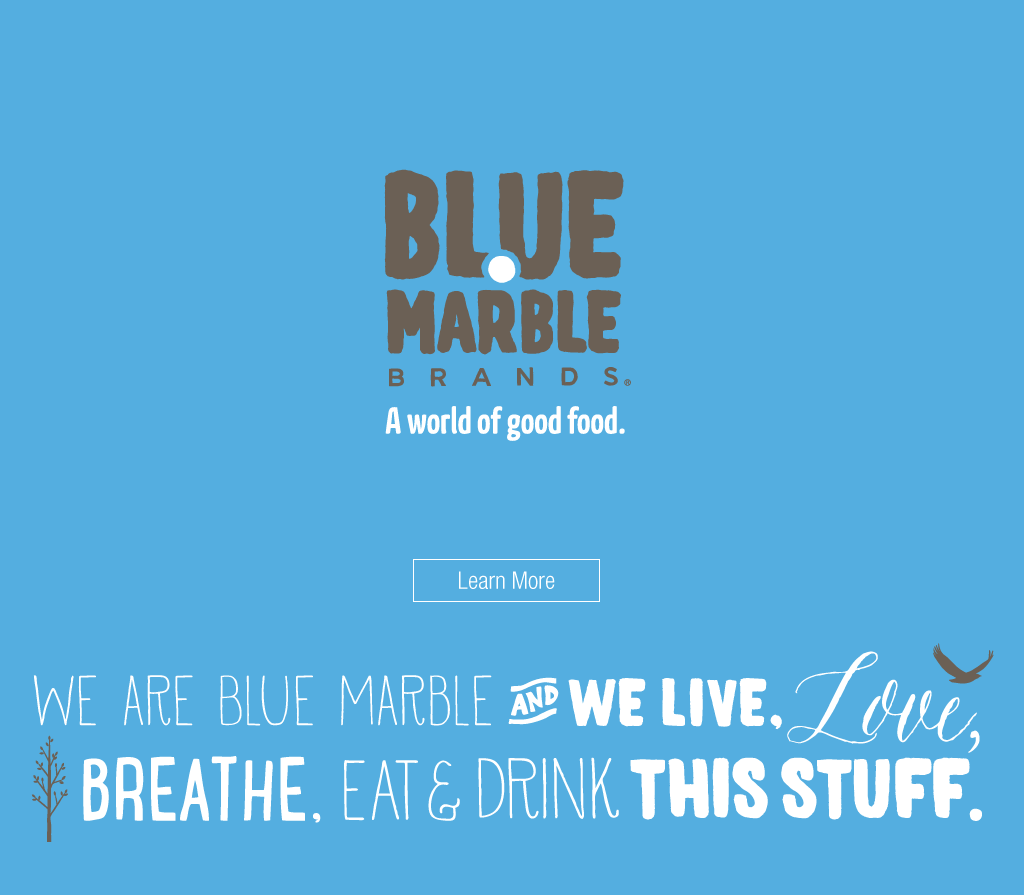 BLUE
MARBLE
BRANDS®
A world of good food.
Learn More
WE ARE BLUE MARBLE AND WE LIVE, Love,
BREATHE, EAT & DRINK THIS STUFF.